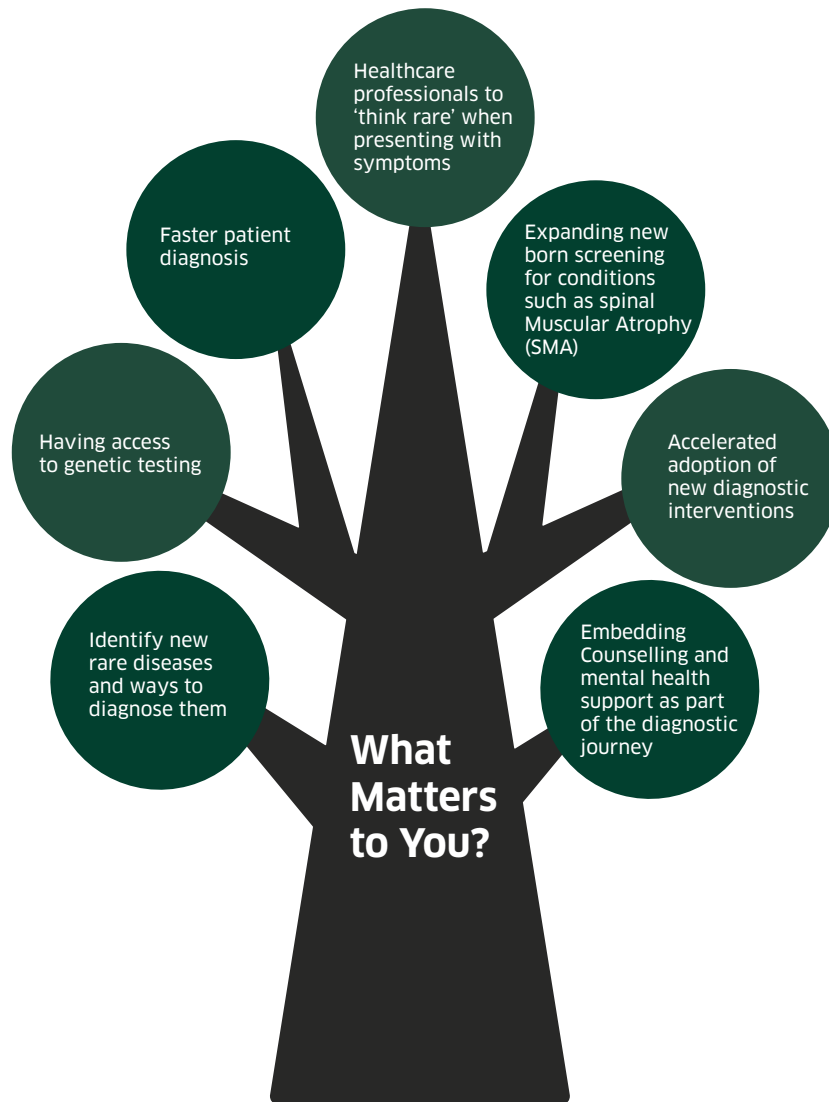 Healthcare
professionals to
‘think rare’ when
presenting with
symptoms
Faster patient
diagnosis
Expanding new
born screening
for conditions
such as spinal
Muscular Atrophy
(SMA)
Having access
to genetic testing
Accelerated
adoption of
new diagnostic
interventions
Identify new
rare diseases
and ways to
diagnose them
Embedding
Counselling and
mental health
support as part
of the diagnostic
journey
What
Matters
to You?